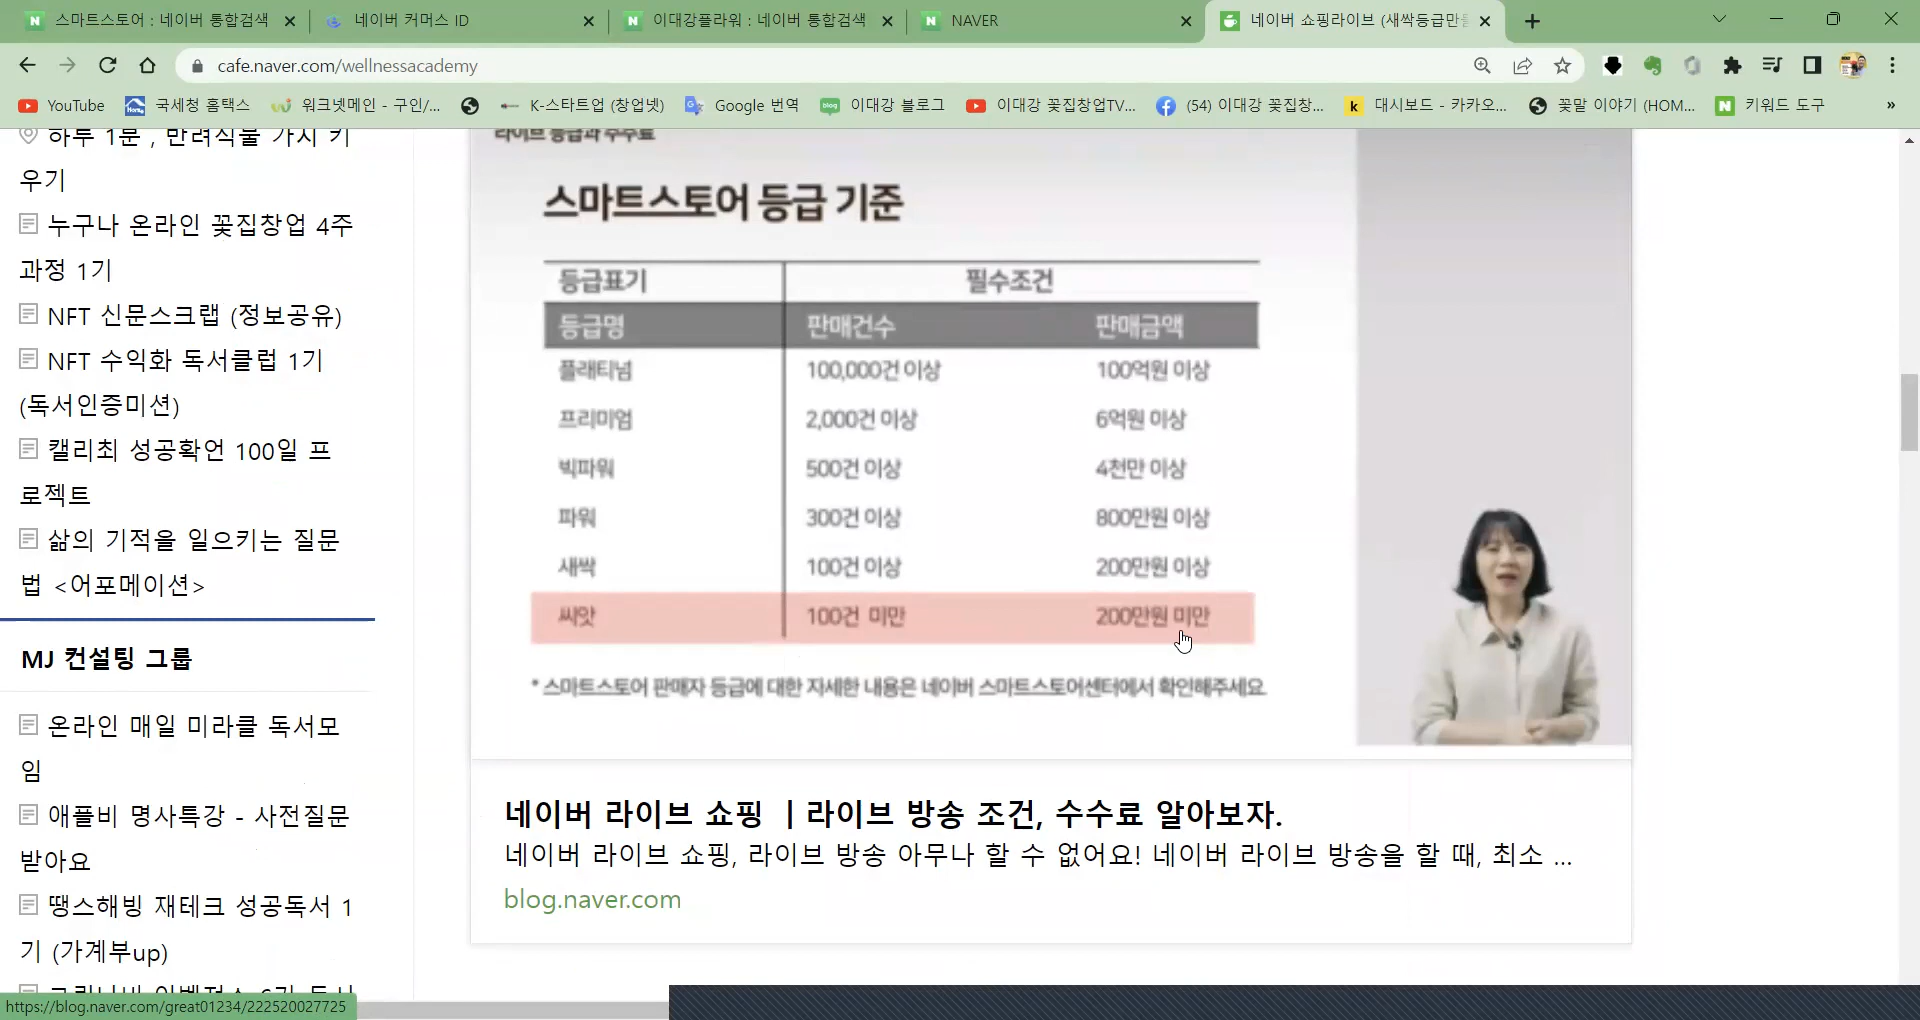 스마트스토어 : 네이버 통합검색
네이버 커머스 ID
이대강플라워 : 네이버 통합검색
NAVER
네이버 쇼핑라이브 (새싹등급만
cafe.naver.com/wellnessacademy
YouTube
국세청 홈택스
워크넷메인 - 구인/...
K-스타트업 (창업넷)
Google 번역
이대강 블로그
이대강 꽃집창업TV...
(54) 이대강 꽃집창...
대시보드 - 카카오...
꽃말 이야기 (HOM...
키워드 도구
»
하루 1분 , 반려식물 가시 키
우기
누구나 온라인 꽃집창업 4주
과정 1기
NFT 신문스크랩 (정보공유)
NFT 수익화 독서클럽 1기
(독서인증미션)
캘리최 성공확언 100일 프
로젝트
삶의 기적을 일으키는 질문
법 <어포메이션>
MJ 컨설팅 그룹
온라인 매일 미라클 독서모
임
애플비 명사특강 - 사전질문
받아요
땡스해빙 재테크 성공독서 1
기 (가계부up)
라이브 등급과 수수료
스마트스토어 등급 기준
등급표기 필수조건
등급명 판매건수 판매금액
플래티넘 100,000건 이상 100억원 이상
프리미엄 2,000건 이상 6억원 이상
빅파워 500건 이상 4천만 이상
파워 300건 이상 800만원 이상
새싹 100건 이상 200만원 이상
씨앗 100건 미만 200만원 미만
* 스마트스토어 판매자 등급에 대한 자세한 내용은 네이버 스마트스토어센터에서 확인해주세요.
네이버 라이브 쇼핑 ㅣ라이브 방송 조건, 수수료 알아보자.
네이버 라이브 쇼핑, 라이브 방송 아무나 할 수 없어요! 네이버 라이브 방송을 할 때, 최소 ...
blog.naver.com
https://blog.naver.com/great01234/222520027725